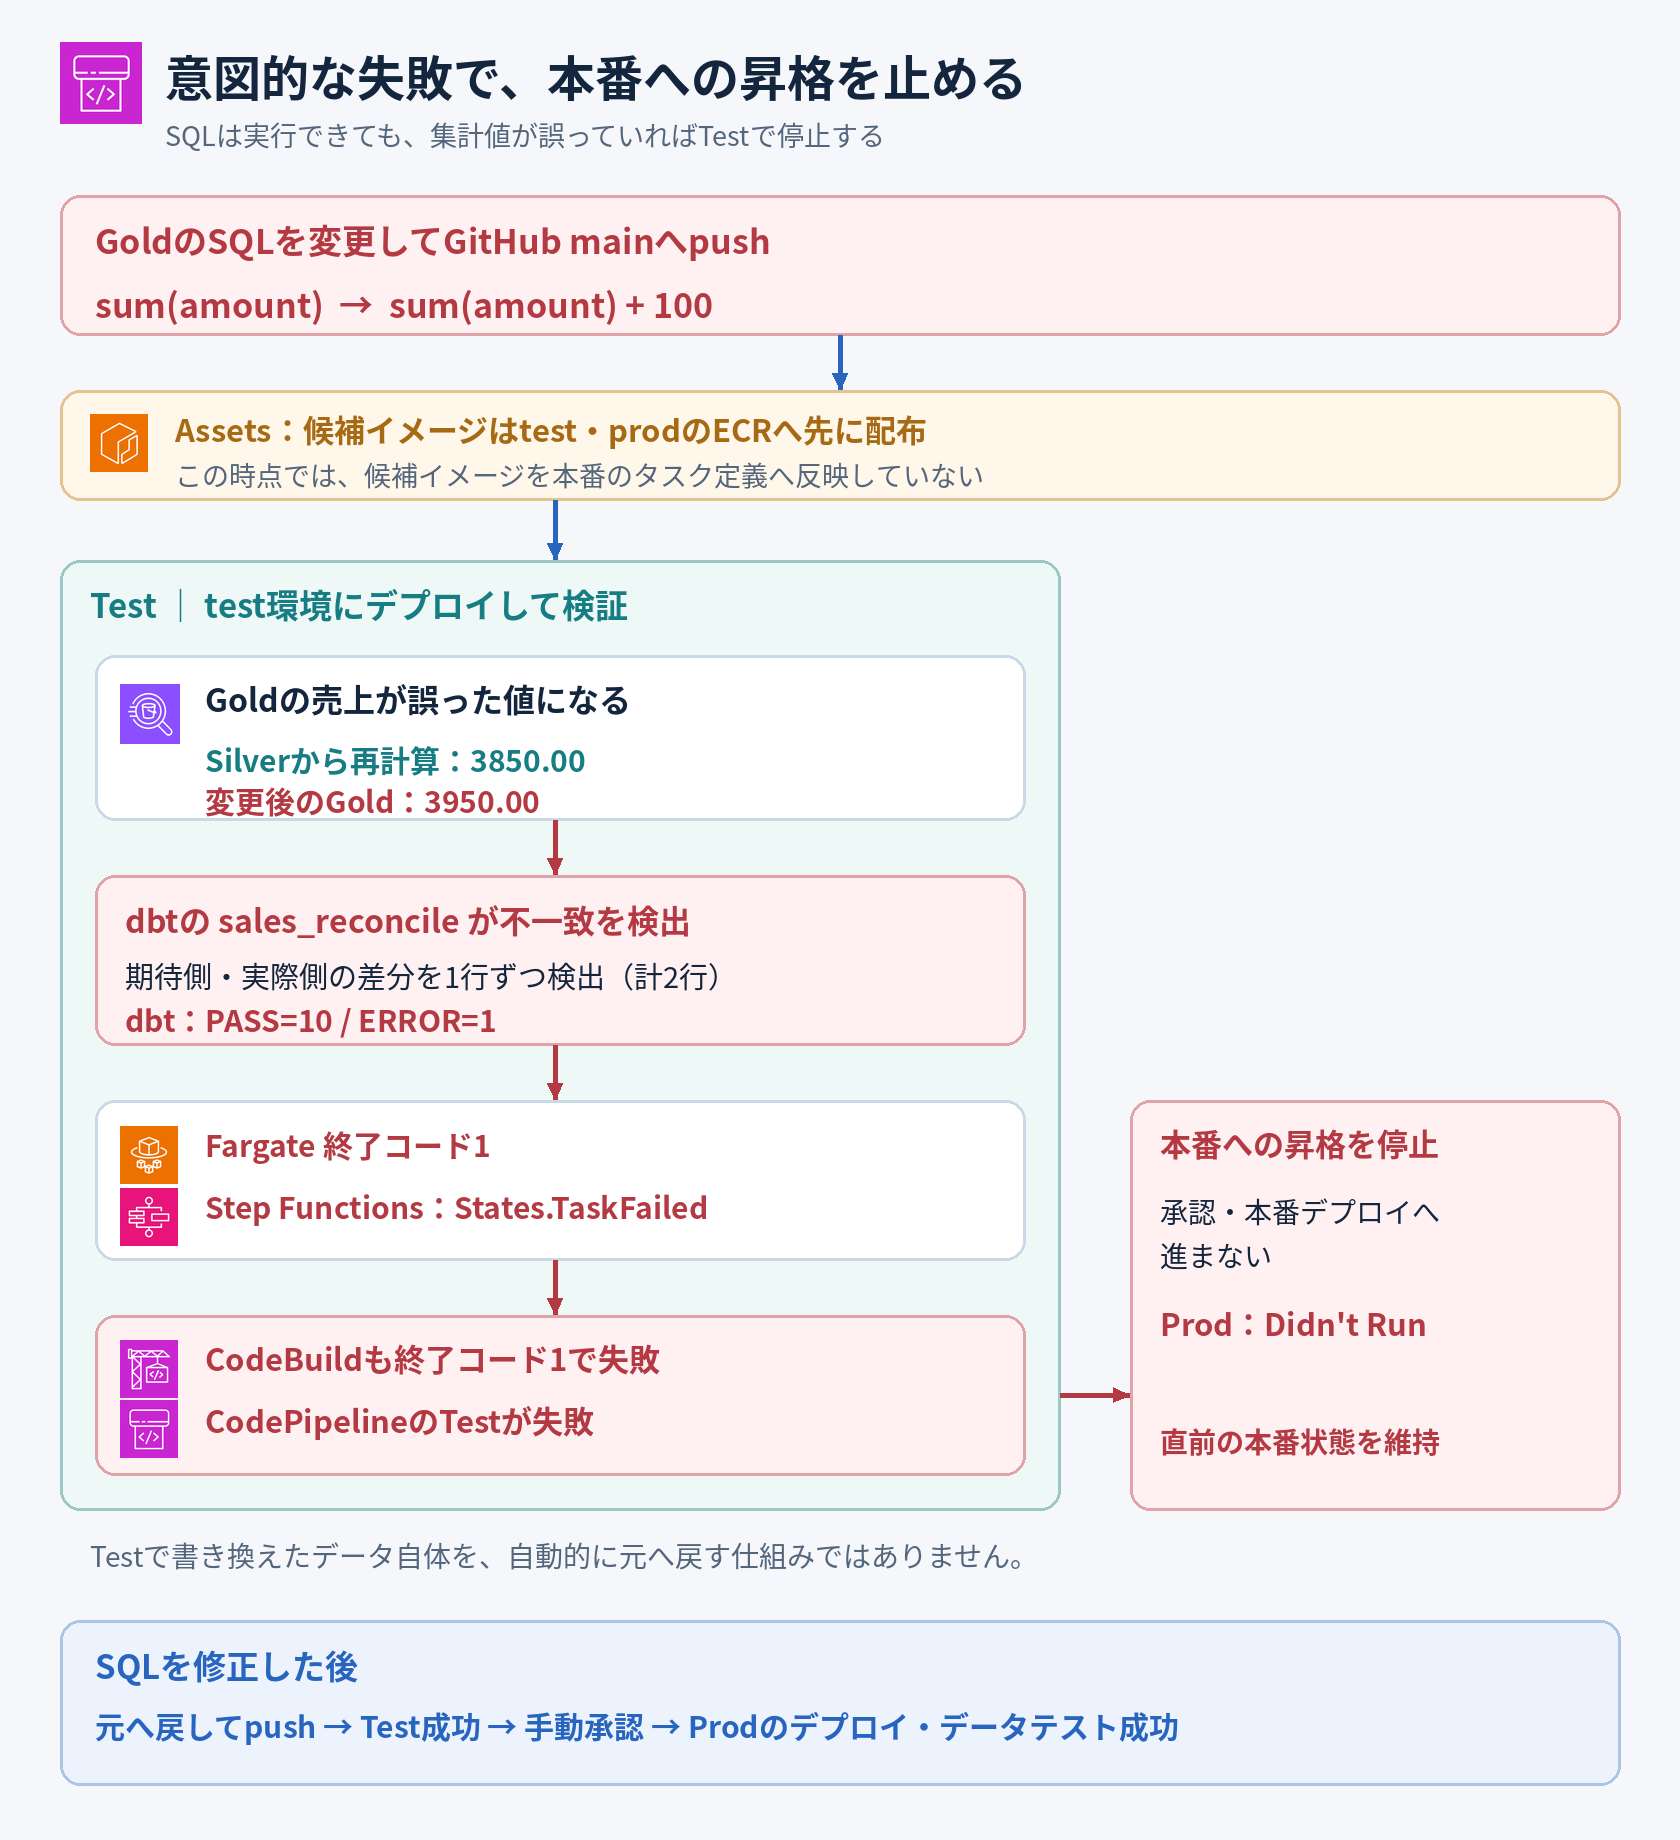 意図的な失敗で、本番への昇格を止める
SQLは実行できても、集計値が誤っていればTestで停止する
GoldのSQLを変更してGitHub mainへpush
sum(amount) → sum(amount) + 100
Assets：候補イメージはtest・prodのECRへ先に配布
この時点では、候補イメージを本番のタスク定義へ反映していない
Test｜test環境にデプロイして検証
Goldの売上が誤った値になる
Silverから再計算：3850.00
変更後のGold：3950.00
dbtの sales_reconcile が不一致を検出
期待側・実際側の差分を1行ずつ検出（計2行）
dbt：PASS=10 / ERROR=1
Fargate 終了コード1
Step Functions：States.TaskFailed
CodeBuildも終了コード1で失敗
CodePipelineのTestが失敗
本番への昇格を停止
承認・本番デプロイへ
進まない
Prod：Didn't Run
直前の本番状態を維持
Testで書き換えたデータ自体を、自動的に元へ戻す仕組みではありません。
SQLを修正した後
元へ戻してpush → Test成功 → 手動承認 → Prodのデプロイ・データテスト成功